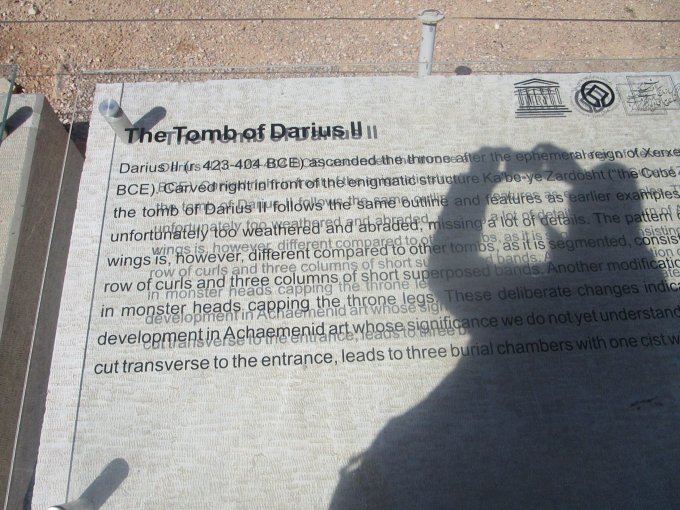 The Tomb of Darius II
Darius II (r. 423-404 BCE) ascended the throne after the ephemeral reign of Xerxe
BCE). Carved right in front of the enigmatic structure Ka'be-ye Zardosht ("the Cube
the tomb of Darius II follows the same outline and features as earlier examples
unfortunately too weathered and abraded, missing a lot of details. The
wings is, however, different compared to other tombs, as it is segmented, consis
row of curls and three columns of short superposed bands. Another modificatio
in monster heads capping the throne legs. These deliberate changes indica
development in Achaemenid art whose significance we do not yet understand
cut transverse to the entrance, leads to three burial chambers with one cist